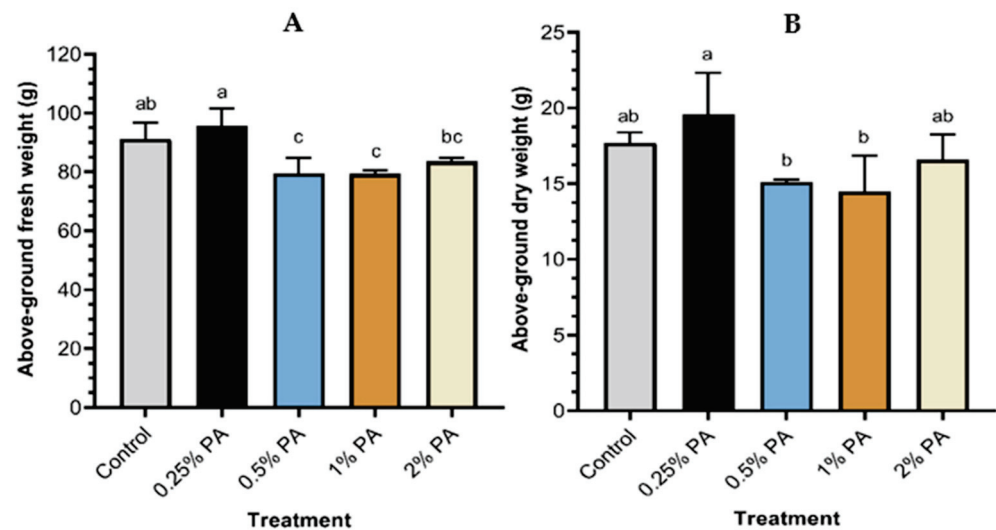 A
Above-ground fresh weight (g)
120
100
80
60
40
20
0
ab
a
c
c
bc
Control
0.25% PA
0.5% PA
1% PA
2% PA
Treatment
B
Above-ground dry weight (g)
25
20
15
10
5
0
ab
a
b
b
ab
Control
0.25% PA
0.5% PA
1% PA
2% PA
Treatment